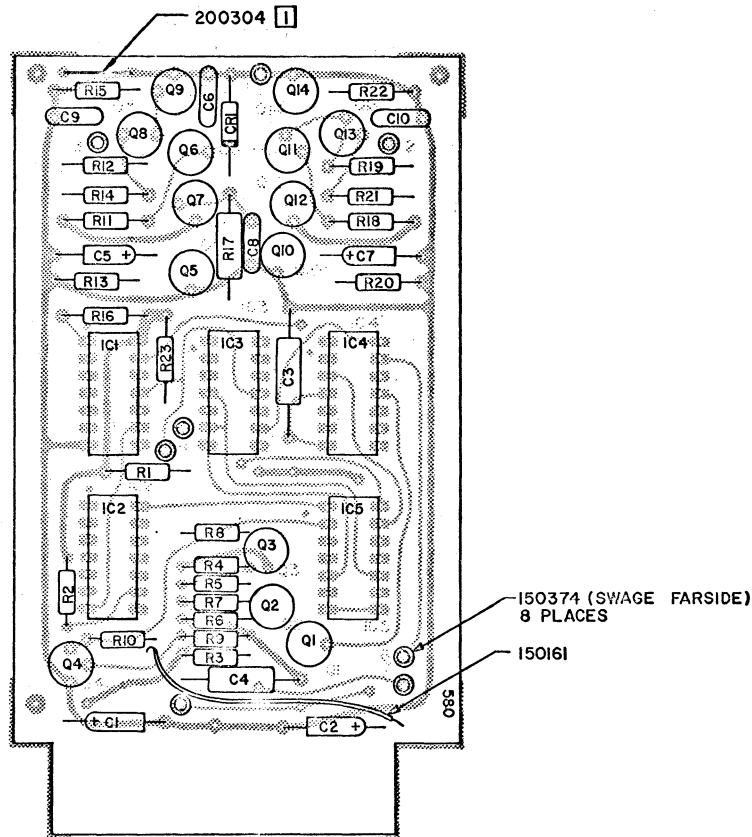 200304 1
R15
Q9
C6
Q14
R22
C9
Q8
CR1
Q13
C10
R12
Q6
Q11
R19
R14
Q7
Q12
R21
R11
R18
R17
C8
C5 +
Q5
Q10
+C7
R13
R20
R16
IC1
R23
IC3
C3
IC4
R1
IC2
IC5
R8
Q3
R4
R2
R5
R7
Q2
R6
R10
R9
Q1
Q4
R3
C4
150374 (SWAGE FARSIDE)
8 PLACES
150161
+C1
C2 +
580